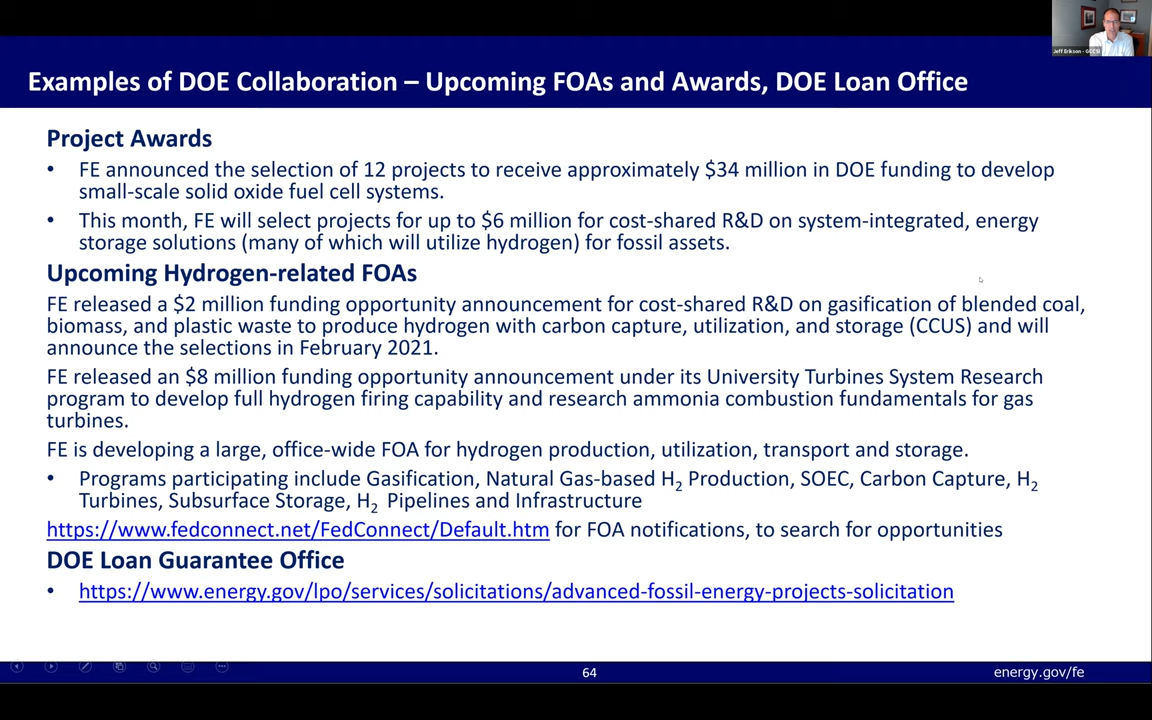 Jeff Erikson - GCCSI
Examples of DOE Collaboration – Upcoming FOAs and Awards, DOE Loan Office
Project Awards
• FE announced the selection of 12 projects to receive approximately $34 million in DOE funding to develop
small-scale solid oxide fuel cell systems.
• This month, FE will select projects for up to $6 million for cost-shared R&D on system-integrated, energy
storage solutions (many of which will utilize hydrogen) for fossil assets.
Upcoming Hydrogen-related FOAs
FE released a $2 million funding opportunity announcement for cost-shared R&D on gasification of blended coal,
biomass, and plastic waste to produce hydrogen with carbon capture, utilization, and storage (CCUS) and will
announce the selections in February 2021.
FE released an $8 million funding opportunity announcement under its University Turbines System Research
program to develop full hydrogen firing capability and research ammonia combustion fundamentals for gas
turbines.
FE is developing a large, office-wide FOA for hydrogen production, utilization, transport and storage.
• Programs participating include Gasification, Natural Gas-based H₂ Production, SOEC, Carbon Capture, H₂
Turbines, Subsurface Storage, H₂ Pipelines and Infrastructure
https://www.fedconnect.net/FedConnect/Default.htm for FOA notifications, to search for opportunities
DOE Loan Guarantee Office
• https://www.energy.gov/lpo/services/solicitations/advanced-fossil-energy-projects-solicitation
64
energy.gov/fe